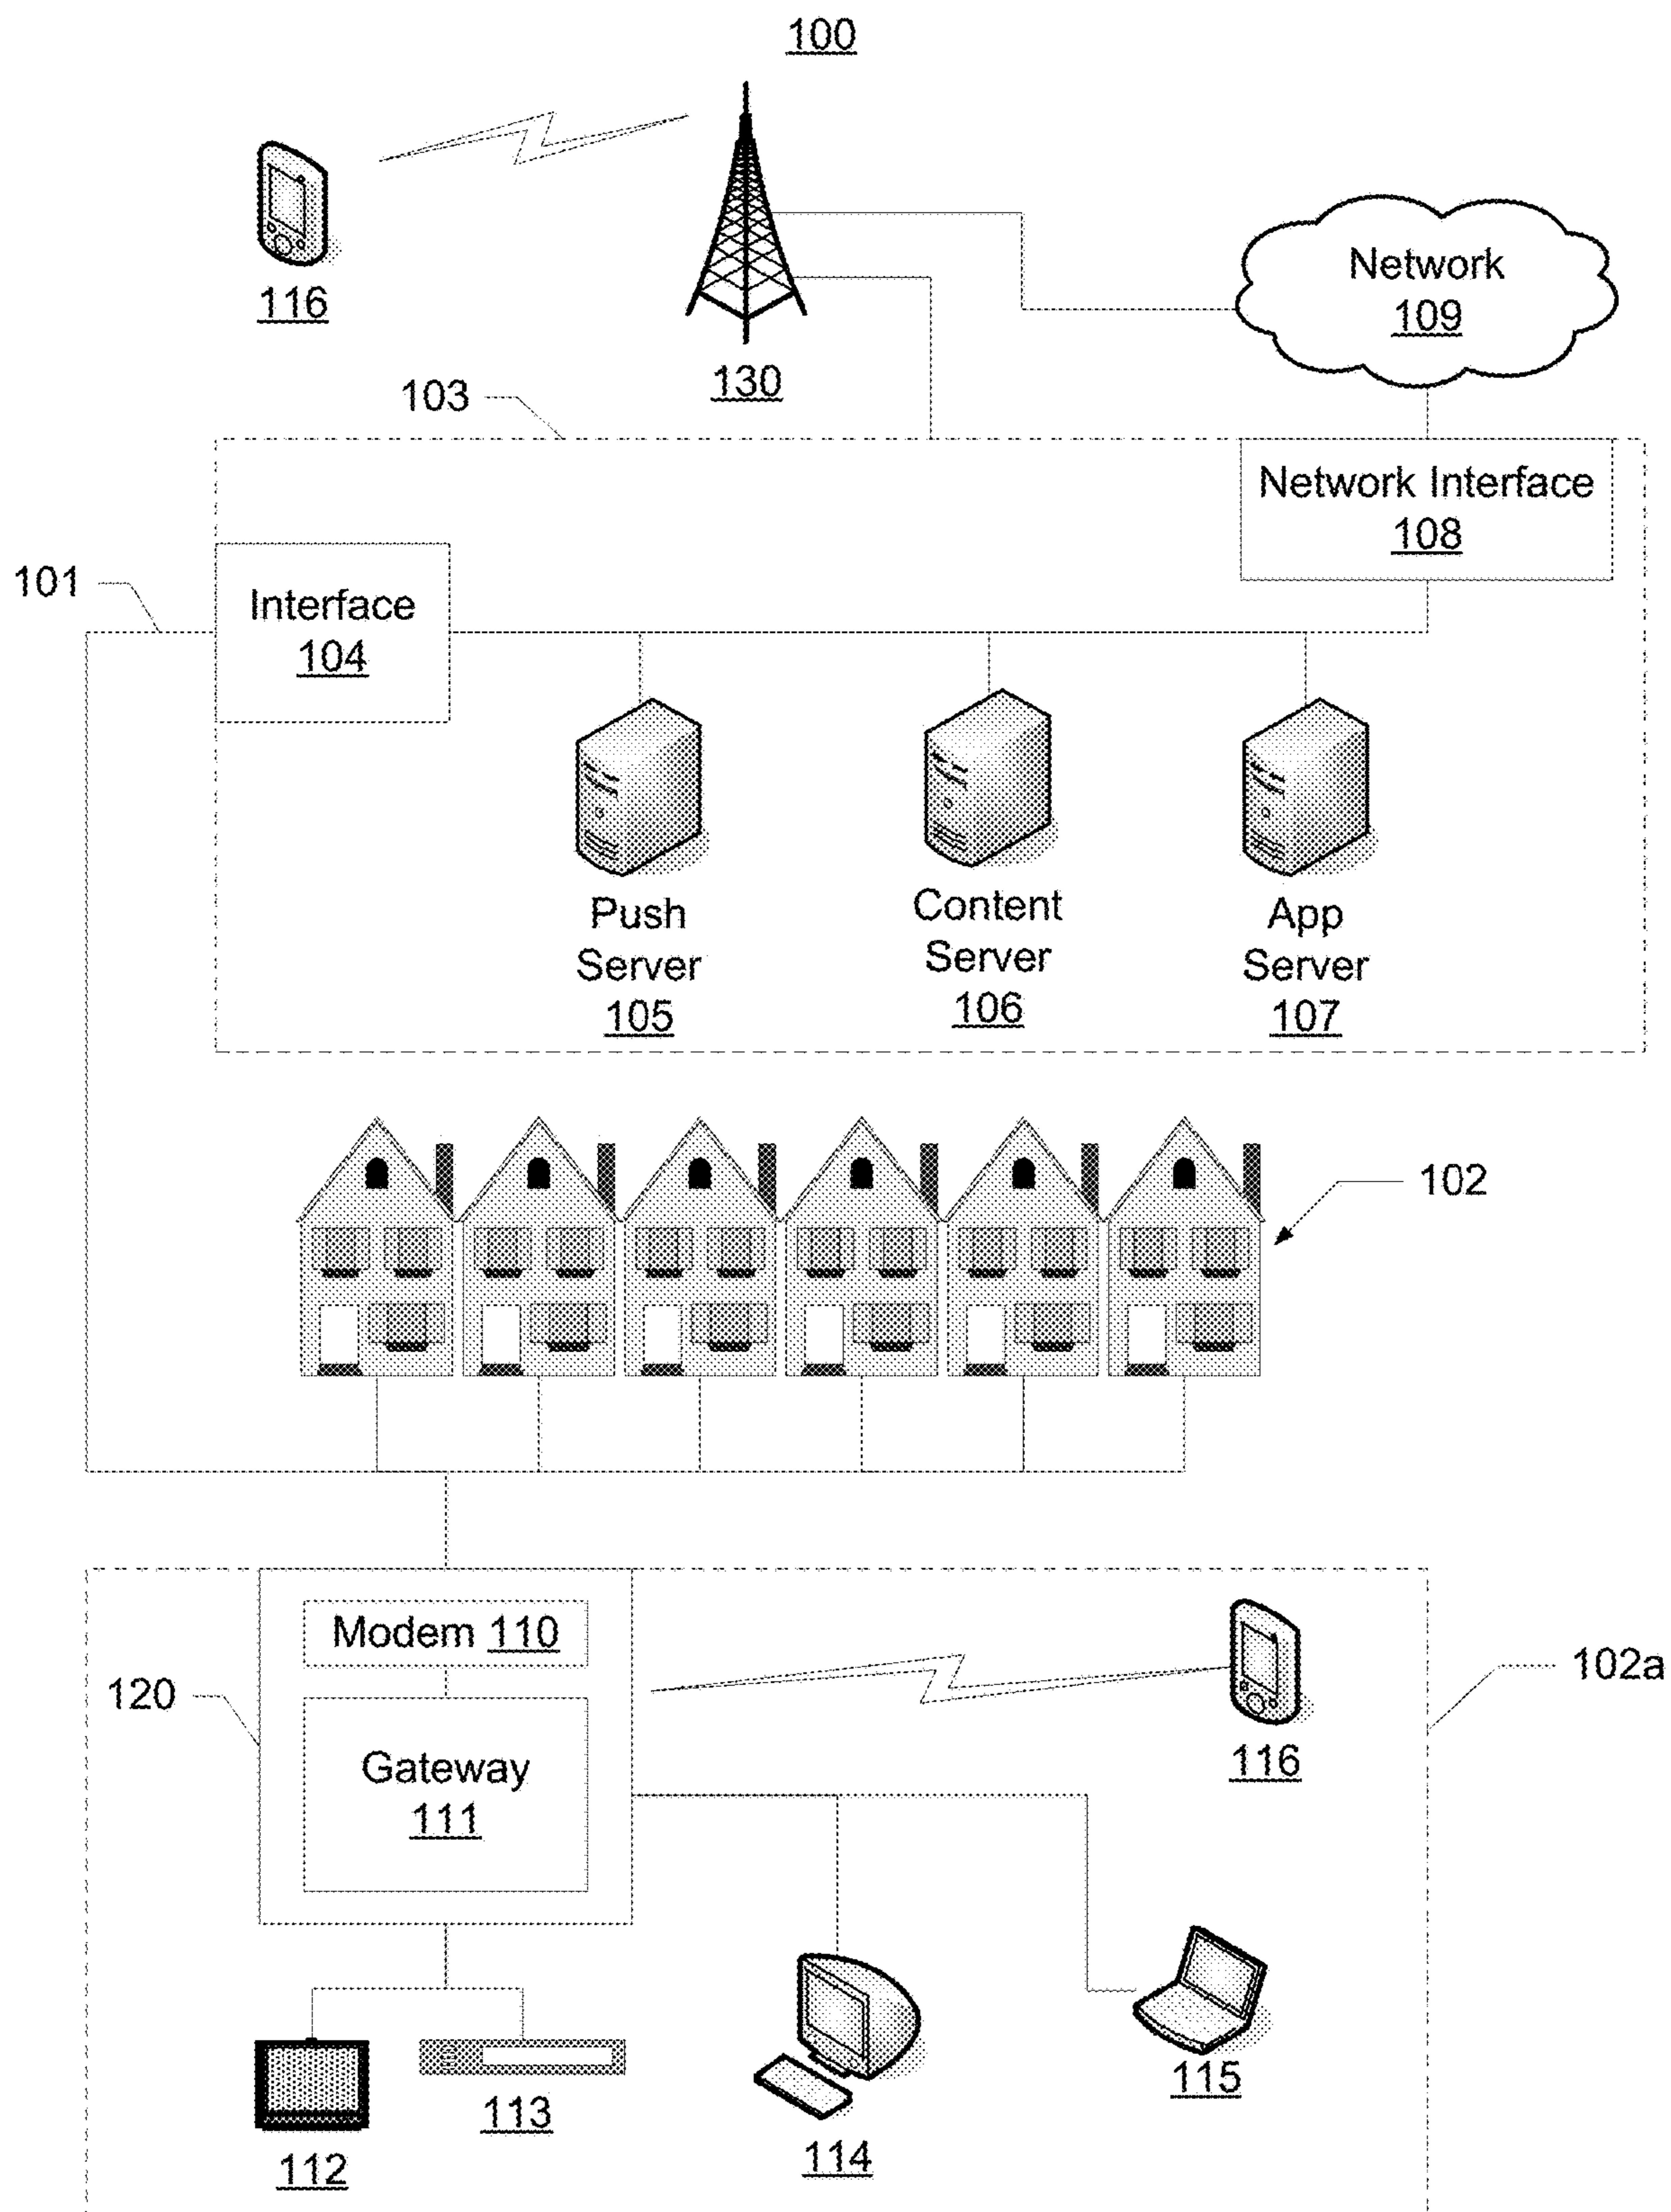 100
116
130
Network
109
103
Network Interface
108
101
Interface
104
Push
Server
105
Content
Server
106
App
Server
107
102
Modem 110
120
102a
116
Gateway
111
115
113
114
112